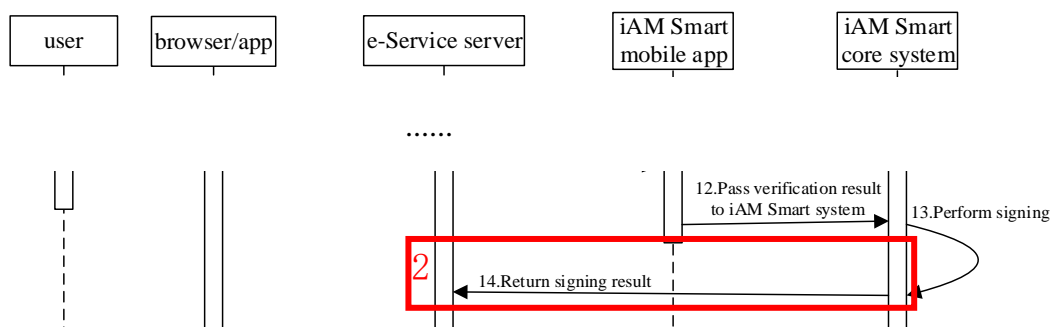 user
browser/app
e-Service server
iAM Smart
mobile app
iAM Smart
core system
......
12.Pass verification result
to iAM Smart system
13.Perform signing
2
14.Return signing result